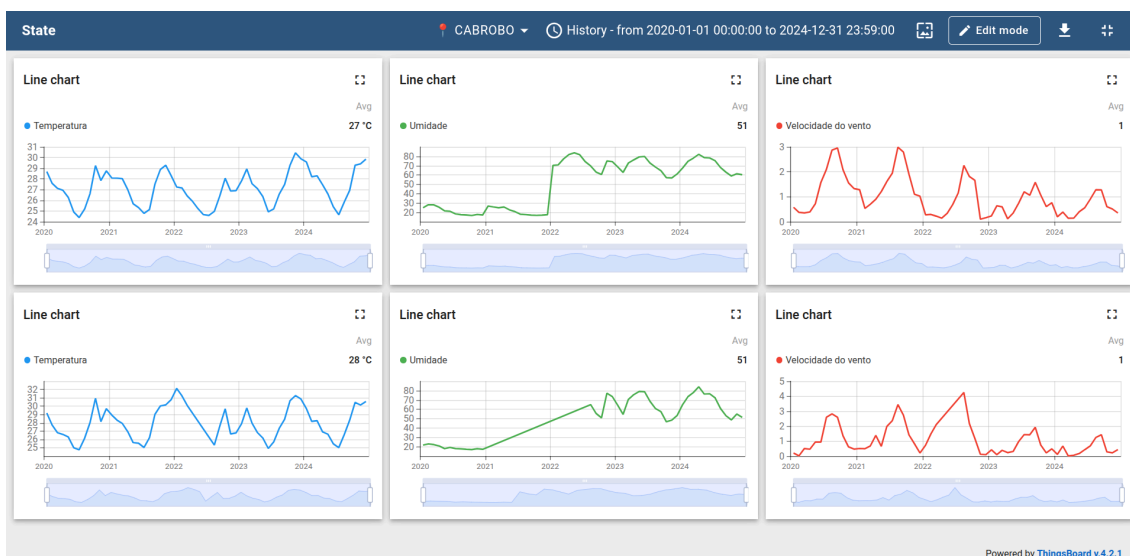 State
CABROBO
History - from 2020-01-01 00:00:00 to 2024-12-31 23:59:00
Edit mode
Line chart
Avg
Temperatura
27 °C
31
30
29
28
27
26
25
24
2020
2021
2022
2023
2024
Line chart
Avg
Umidade
51
80
70
60
50
40
30
20
2020
2021
2022
2023
2024
Line chart
Avg
Velocidade do vento
1
3
2
1
0
2020
2021
2022
2023
2024
Line chart
Avg
Temperatura
28 °C
32
31
30
29
28
27
26
25
2020
2021
2022
2023
2024
Line chart
Avg
Umidade
51
80
70
60
50
40
30
20
2020
2021
2022
2023
2024
Line chart
Avg
Velocidade do vento
1
5
4
3
2
1
0
2020
2021
2022
2023
2024
Powered by ThingsBoard v.4.2.1